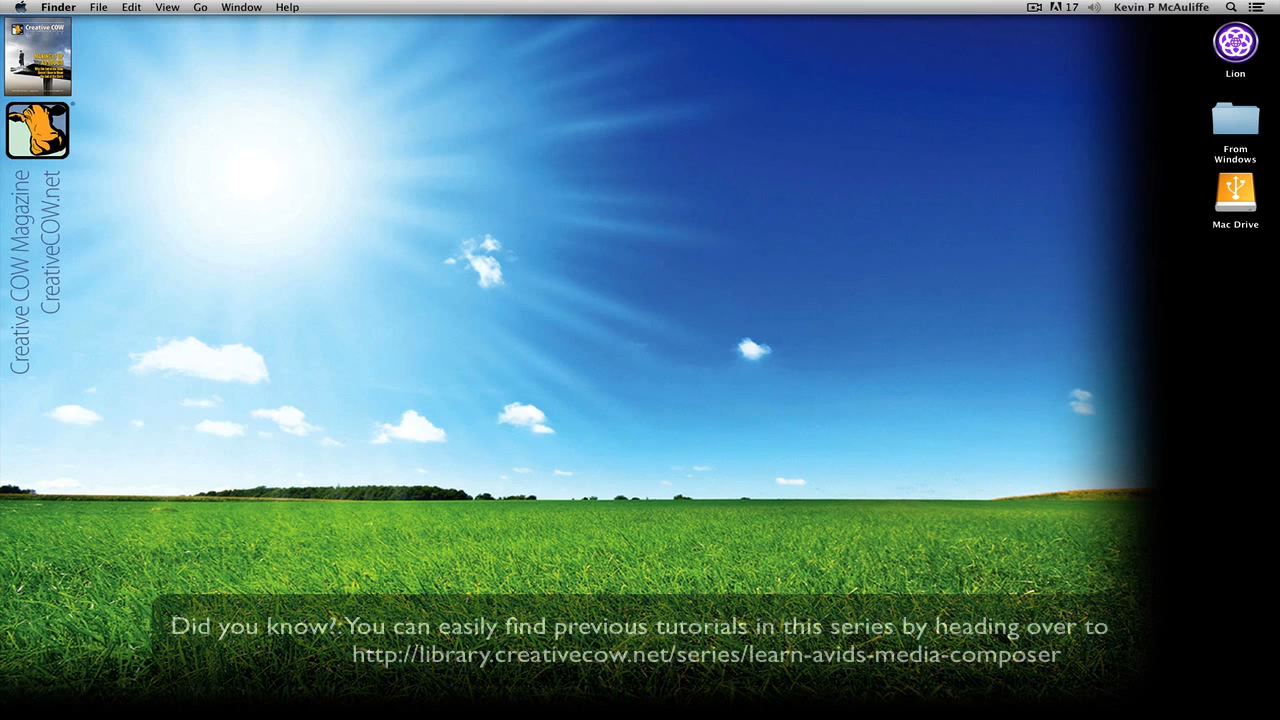 Finder File Edit View Go Window Help
17 Kevin P McAuliffe
Creative COW
Creative COW Magazine
CreativeCOW.net
Lion
From
Windows
Mac Drive
Did you know?: You can easily find previous tutorials in this series by heading over to
http://library.creativecow.net/series/learn-avids-media-composer